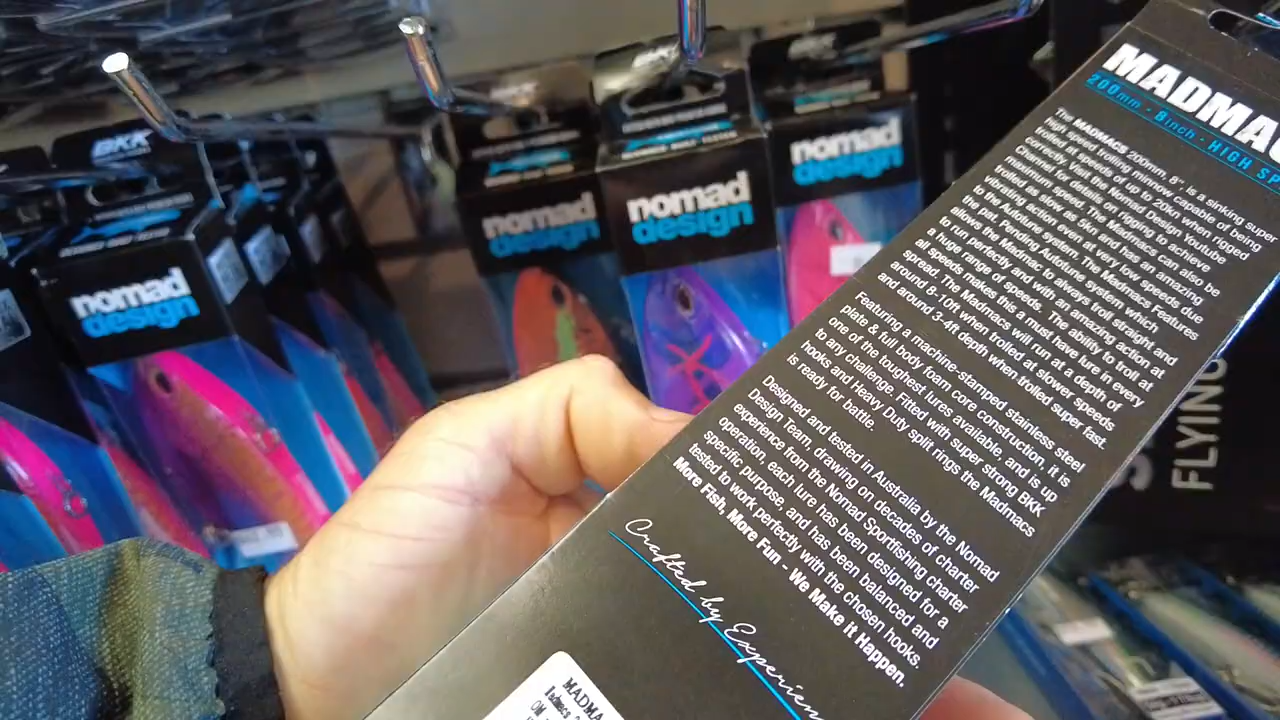 BKK
nomad
design
nomad
design
nomad
design
nomad
design
FLYING
MADMAC
200mm · 8inch · HIGH SP
The MADMACS 200mm, 8", is a sinking super
high speed trolling minnow capable of being
trolled at speeds of up to 20kn when rigged
correctly. Visit the Nomad Design Youtube
Channel for details on rigging to achieve
maximum speed. The Madmacs can also be
trolled as slow as 5kn and has an amazing
vibrating action even at very low speeds due
to the Autotune system. The Madmacs Features
the pat. Pending Autotune system which
allows the Madmac to always troll straight and
to run perfectly and with an amazing action at
a huge range of speeds. The ability to troll at
all speeds makes this a must have lure in every
spread. The Madmacs will run at a depth of
around 8-10ft when trolled at slower speeds
and around 3-4ft depth when trolled super fast.
Featuring a machine-stamped stainless steel
plate & full body foam core construction, it is
one of the toughest lures available, and is up
to any challenge. Fitted with super strong BKK
hooks and Heavy Duty split rings the Madmacs
is ready for battle.
Designed and tested in Australia by the Nomad
Design Team, drawing on decades of charter
experience from the Nomad Sportfishing charter
operation, each lure has been designed for a
specific purpose, and has been balanced and
tested to work perfectly with the chosen hooks.
More Fish, More Fun - We Make it Happen.
Crafted by Experien
MADMA